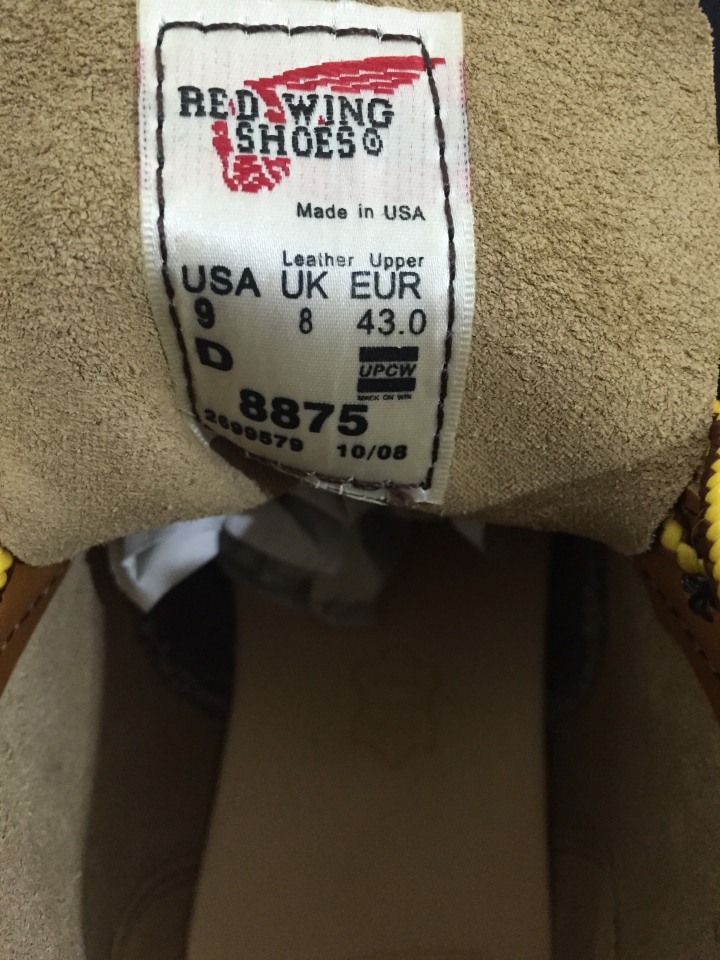 RED WING
SHOES®
Made in USA
Leather Upper
USA UK EUR
9 8 43.0
D
UPCW
8875
2699579 10/08